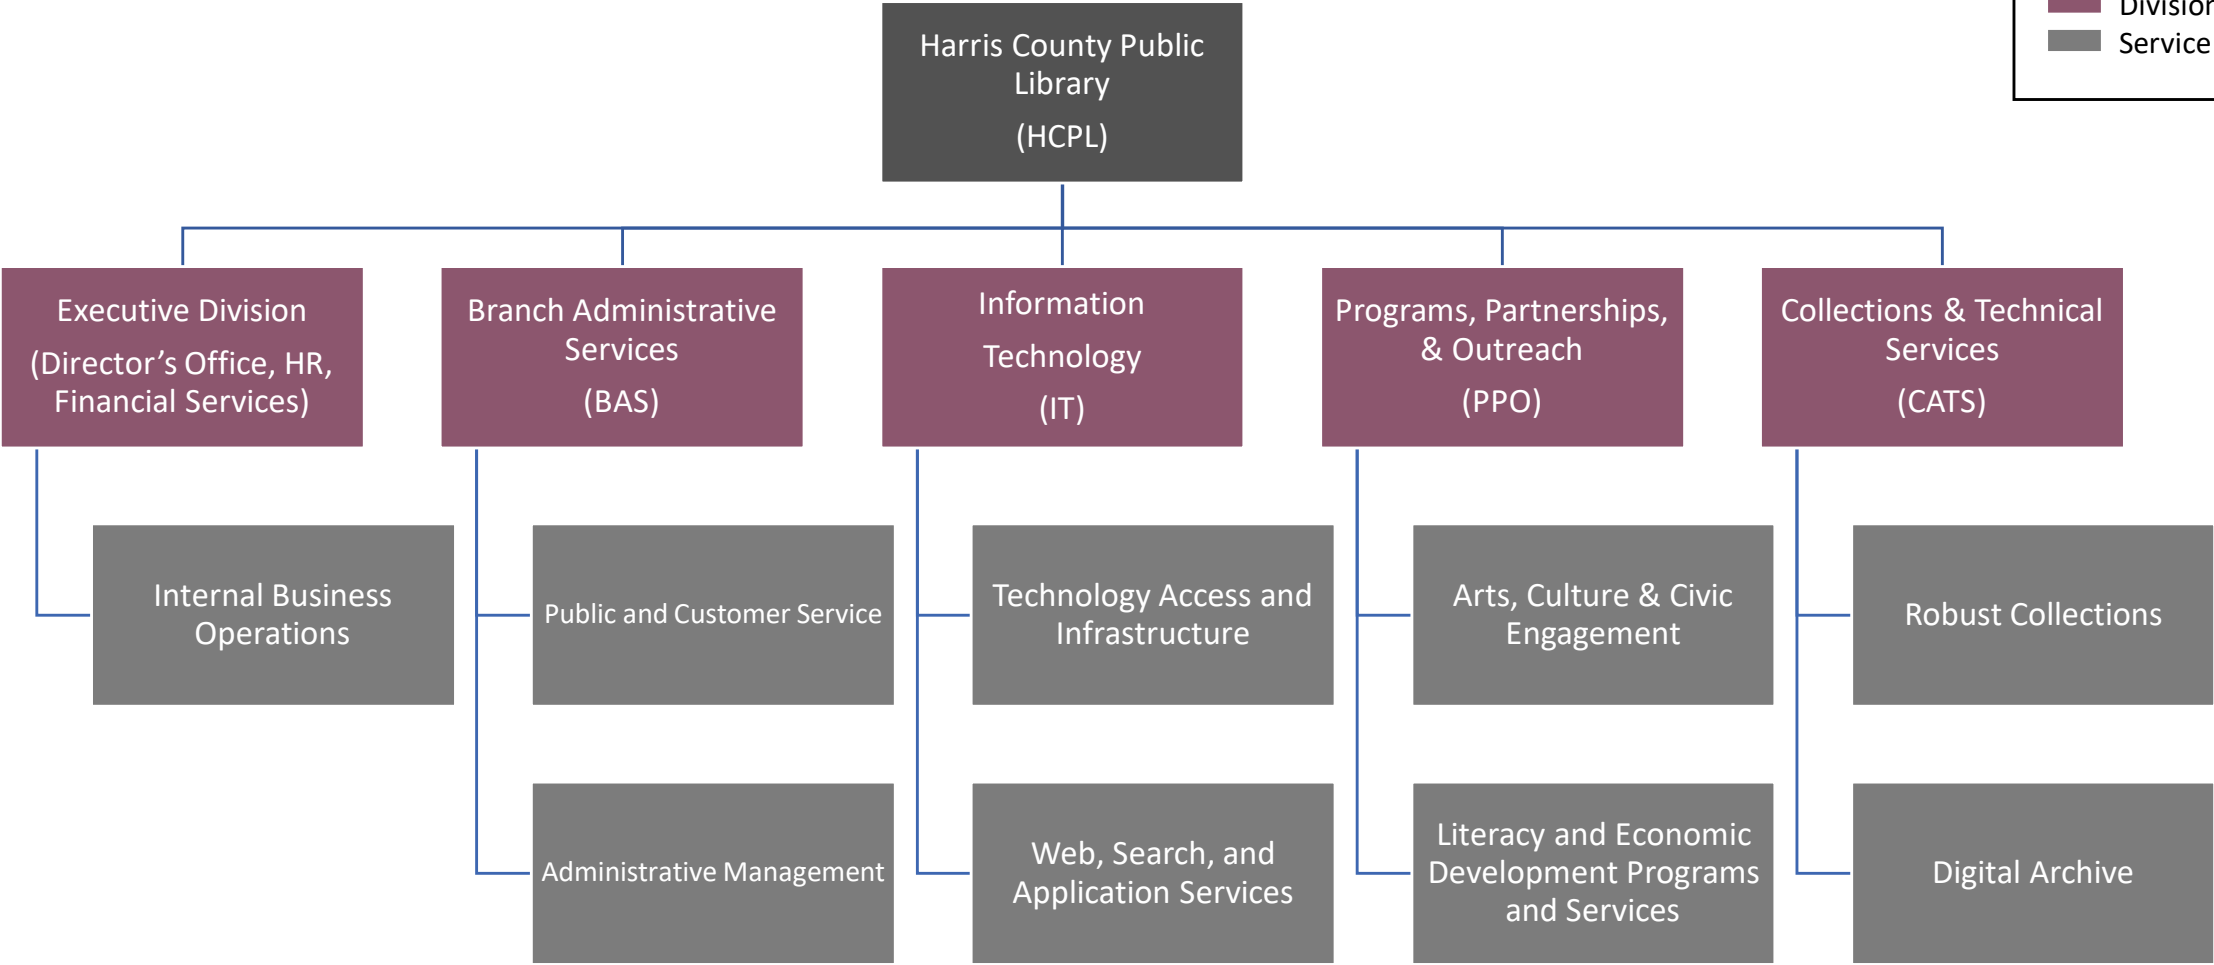 Division
Service
Harris County Public
Library
(HCPL)
Executive Division
(Director’s Office, HR,
Financial Services)
Branch Administrative
Services
(BAS)
Information
Technology
(IT)
Programs, Partnerships,
& Outreach
(PPO)
Collections & Technical
Services
(CATS)
Internal Business
Operations
Public and Customer Service
Technology Access and
Infrastructure
Arts, Culture & Civic
Engagement
Robust Collections
Administrative Management
Web, Search, and
Application Services
Literacy and Economic
Development Programs
and Services
Digital Archive